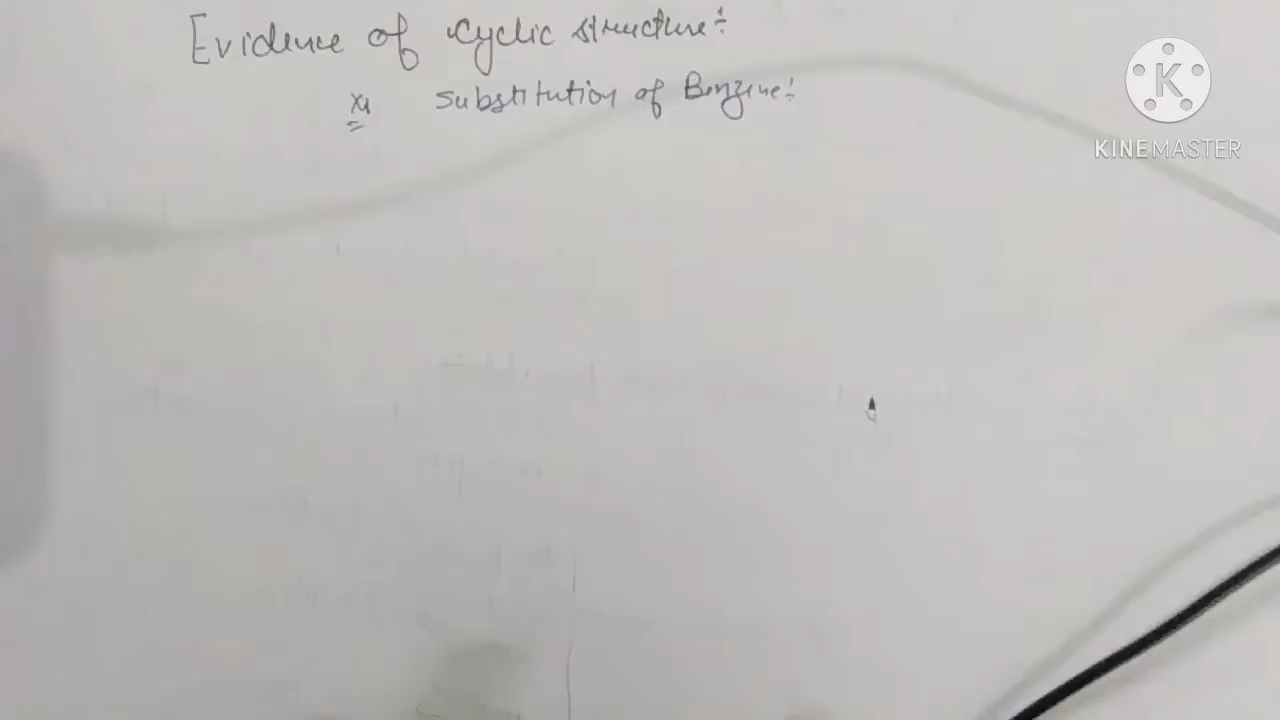 Evidence of cyclic structure÷
Substitution of Benzene÷
K
KINEMASTER